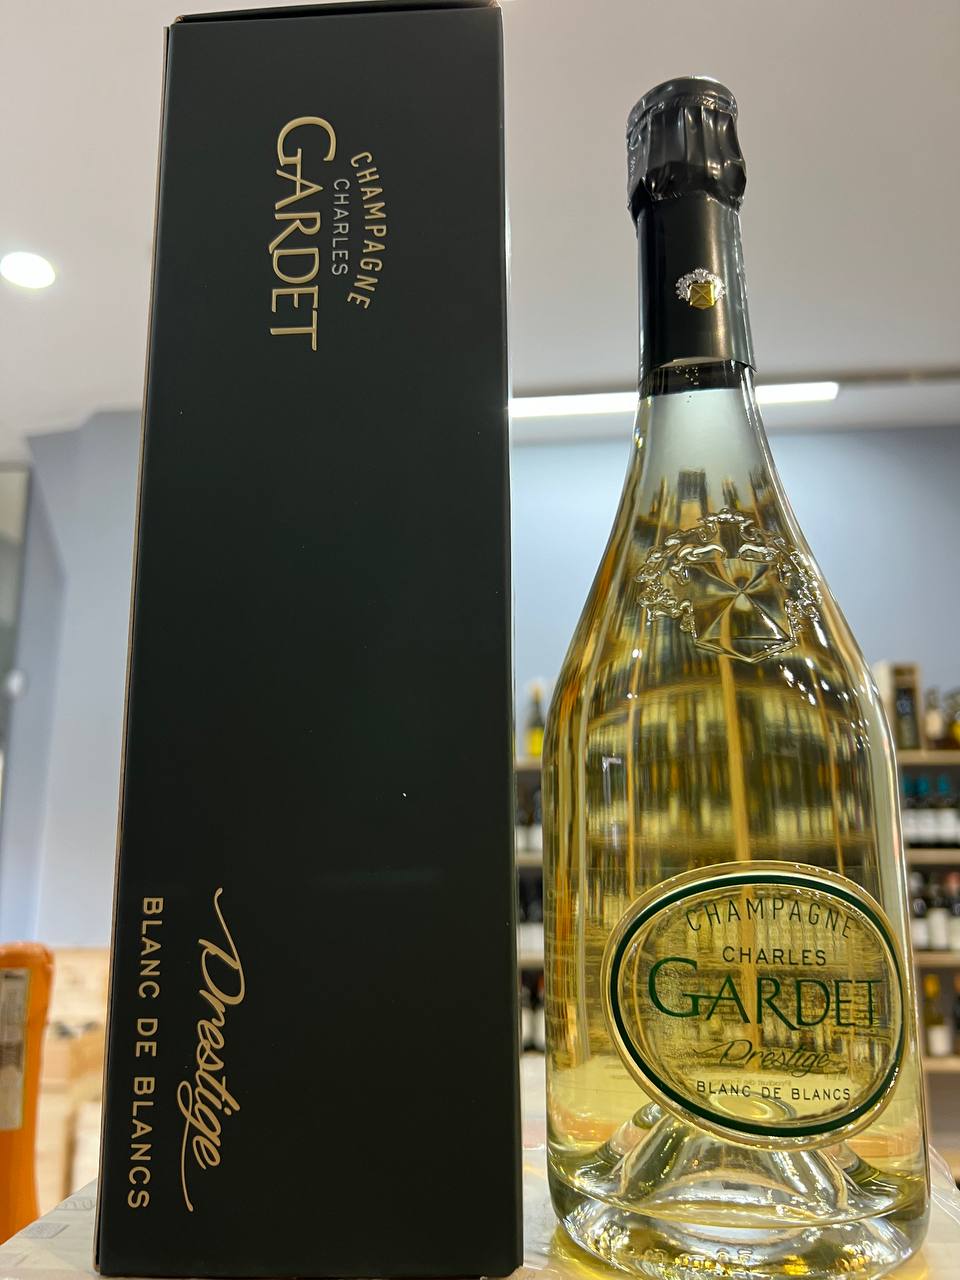 CHAMPAGNE
CHARLES
GARDET
Prestige
BLANC DE BLANCS
CHAMPAGNE
CHARLES
GARDET
Prestige
BLANC DE BLANCS